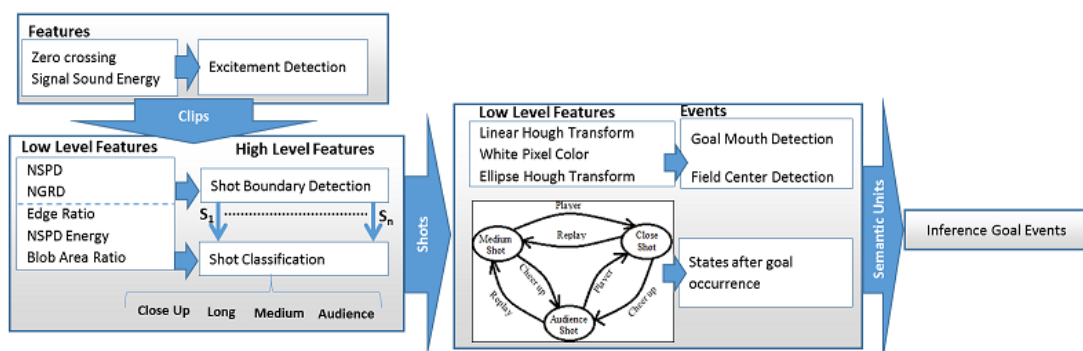 Features
Zero crossing
Signal Sound Energy
Excitement Detection
Clips
Low Level Features
High Level Features
NSPD
NGRD
Edge Ratio
NSPD Energy
Blob Area Ratio
Shot Boundary Detection
S1
Sn
Shot Classification
Close Up Long Medium Audience
Shots
Low Level Features
Events
Linear Hough Transform
White Pixel Color
Ellipse Hough Transform
Goal Mouth Detection
Field Center Detection
Player
Medium
Shot
Replay
Close
Shot
Cheer up
Player
Replay
Cheer up
Audience
Shot
States after goal
occurrence
Semantic Units
Inference Goal Events